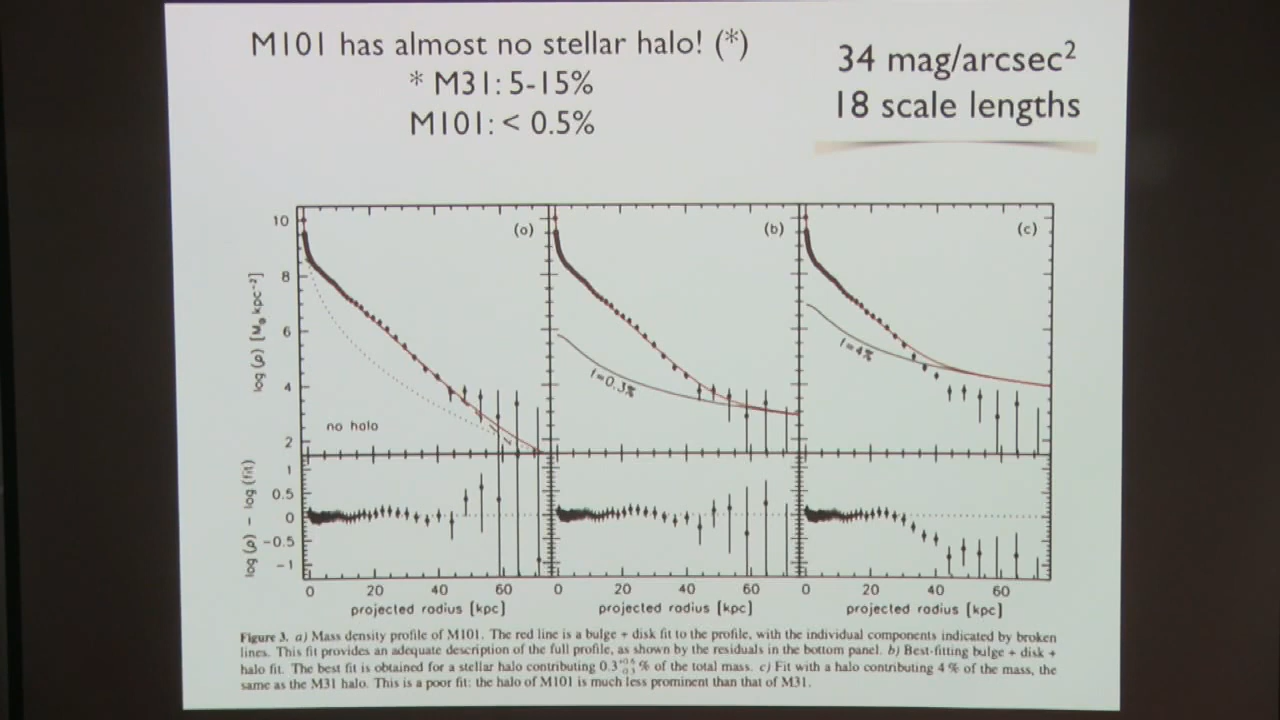 M101 has almost no stellar halo! (*)
* M31: 5-15%
M101: < 0.5%
34 mag/arcsec²
18 scale lengths
10
8
6
4
2
log (ρ) [M⊙ kpc⁻²]
(a)
no halo
(b)
f=0.3%
(c)
f=4%
1
0.5
0
−0.5
−1
log (ρ) − log (fit)
0 20 40 60
0 20 40 60
0 20 40 60
projected radius [kpc]
projected radius [kpc]
projected radius [kpc]
Figure 3. a) Mass density profile of M101. The red line is a bulge + disk fit to the profile, with the individual components indicated by broken
lines. This fit provides an adequate description of the full profile, as shown by the residuals in the bottom panel. b) Best-fitting bulge + disk +
halo fit. The best fit is obtained for a stellar halo contributing 0.3 % of the total mass. c) Fit with a halo contributing 4 % of the mass, the
same as the M31 halo. This is a poor fit: the halo of M101 is much less prominent than that of M31.